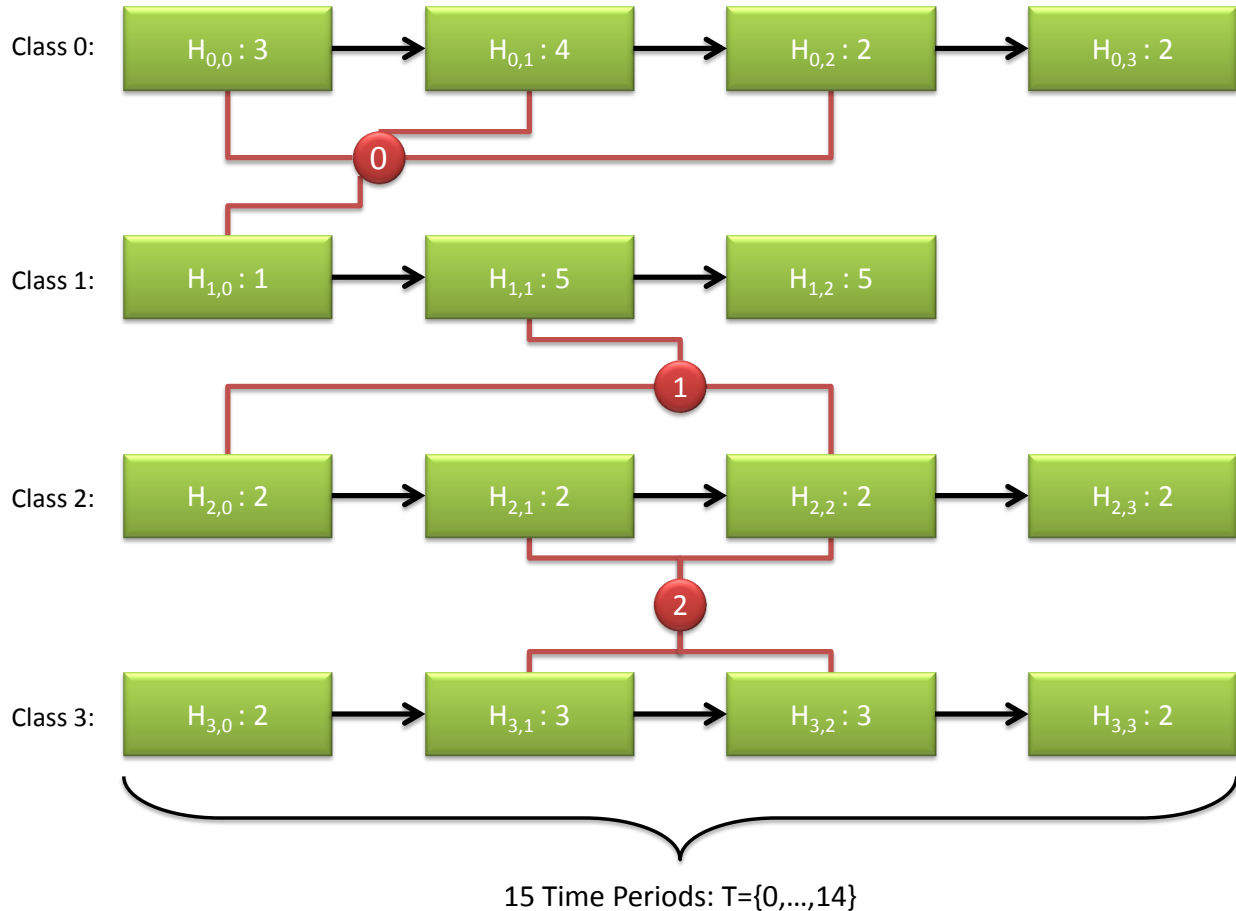 Class 0: H0,0 : 3 H0,1 : 4 H0,2 : 2 H0,3 : 2
0
Class 1: H1,0 : 1 H1,1 : 5 H1,2 : 5
1
Class 2: H2,0 : 2 H2,1 : 2 H2,2 : 2 H2,3 : 2
2
Class 3: H3,0 : 2 H3,1 : 3 H3,2 : 3 H3,3 : 2
15 Time Periods: T={0,...,14}